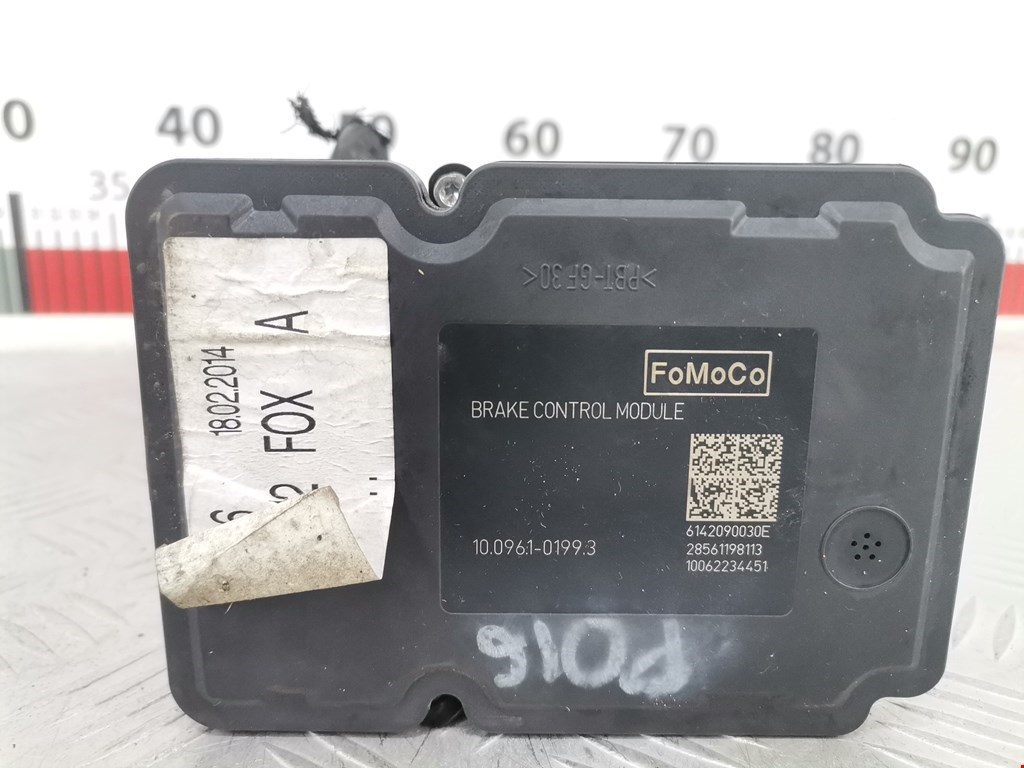 40
50
60
70
80
90
35
>PBT-GF30<
18.02.2014
FOX A
FoMoCo
BRAKE CONTROL MODULE
10.0961-0199.3
6142090030E
28561198113
10062234451
P016